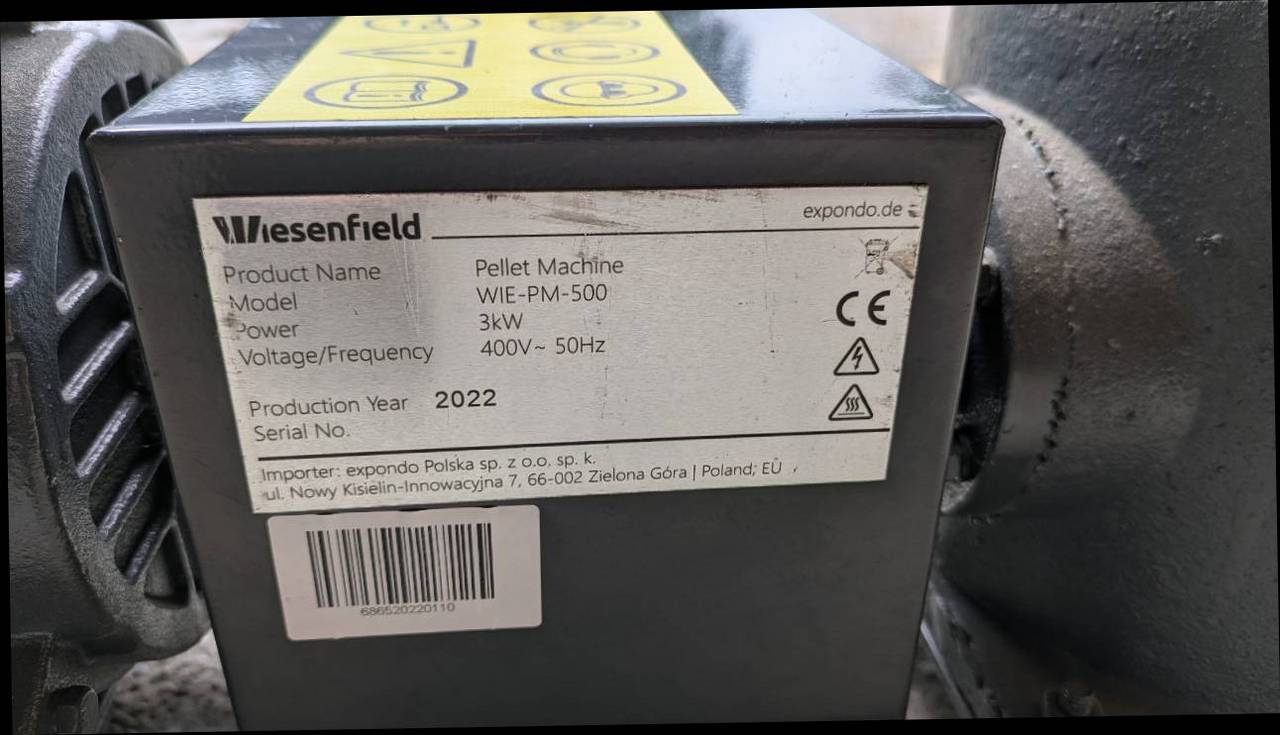 Wiesenfield
expondo.de
Product Name Pellet Machine
Model WIE-PM-500
Power 3kW
Voltage/Frequency 400V~ 50Hz
Production Year 2022
Serial No.
Importer: expondo Polska sp. z o.o. sp. k.
ul. Nowy Kisielin-Innowacyjna 7, 66-002 Zielona Góra | Poland, EU
686520220110